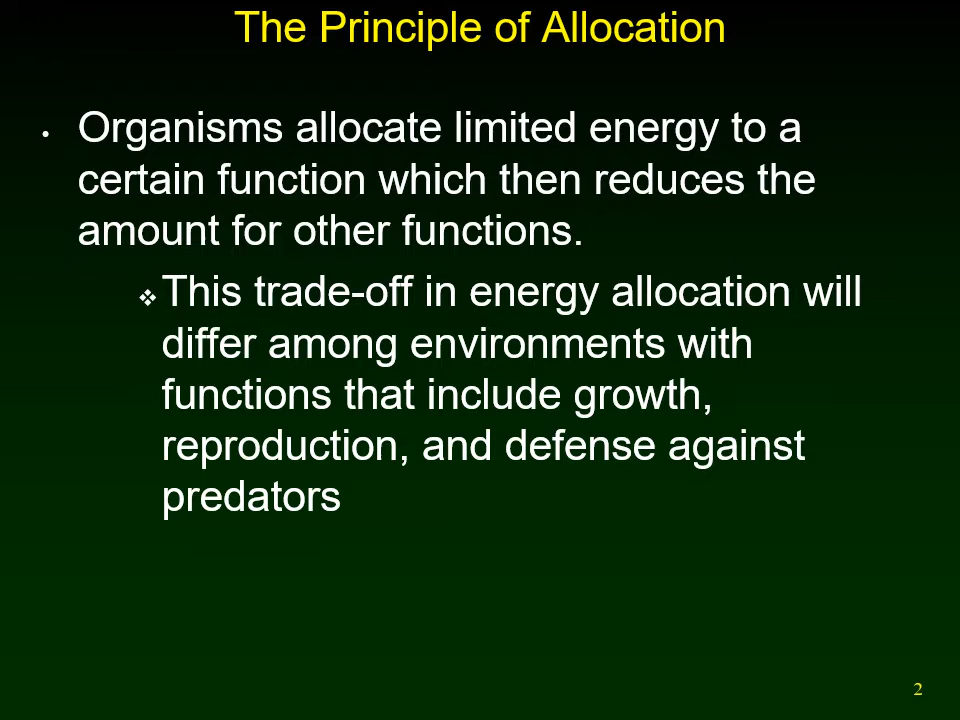 The Principle of Allocation
• Organisms allocate limited energy to a
certain function which then reduces the
amount for other functions.
❖ This trade-off in energy allocation will
differ among environments with
functions that include growth,
reproduction, and defense against
predators
2